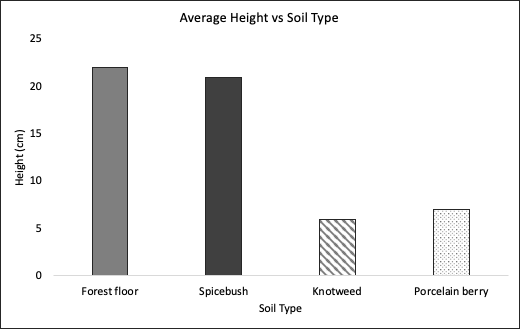 Average Height vs Soil Type
25
20
15
10
5
0
Height (cm)
Forest floor Spicebush Knotweed Porcelain berry
Soil Type